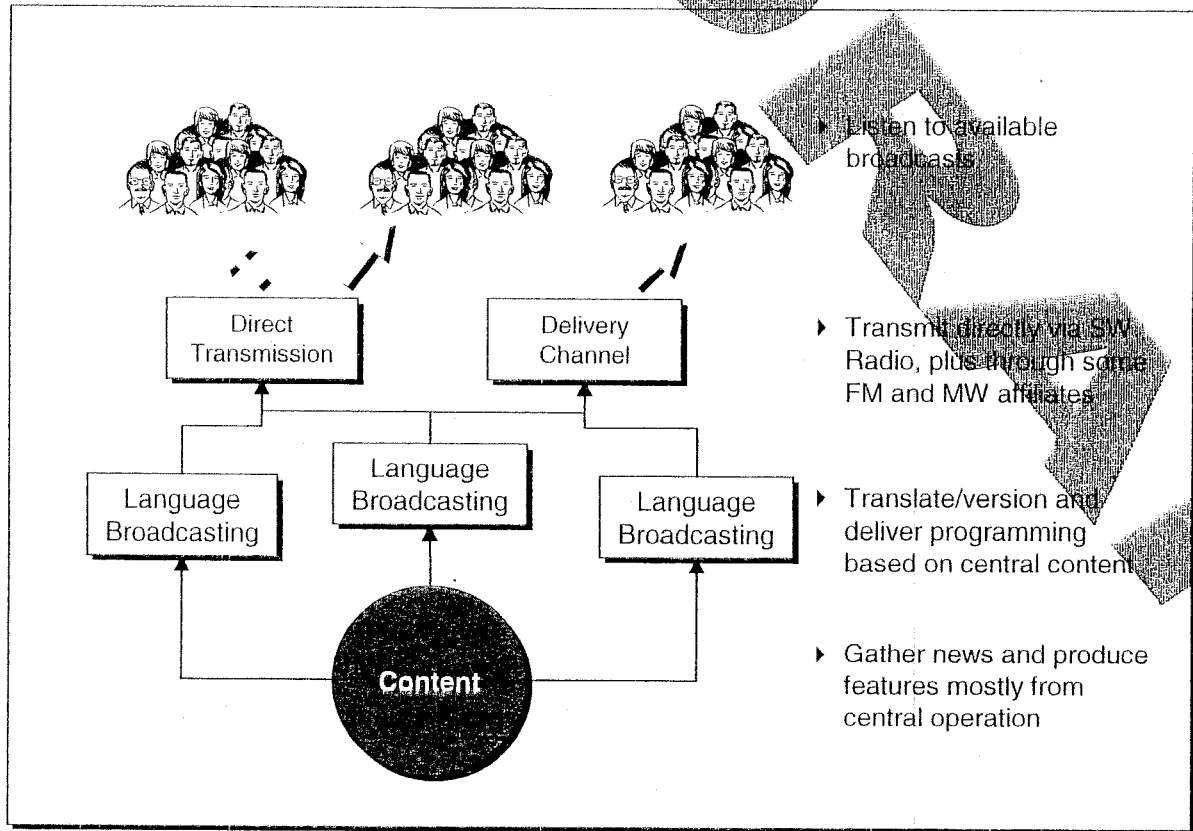 Listen to available
broadcasts
Direct
Transmission
Delivery
Channel
Transmit directly via SW
Radio, plus through some
FM and MW affiliates
Language
Broadcasting
Language
Broadcasting
Language
Broadcasting
Translate/version and
deliver programming
based on central content
Content
Gather news and produce
features mostly from
central operation